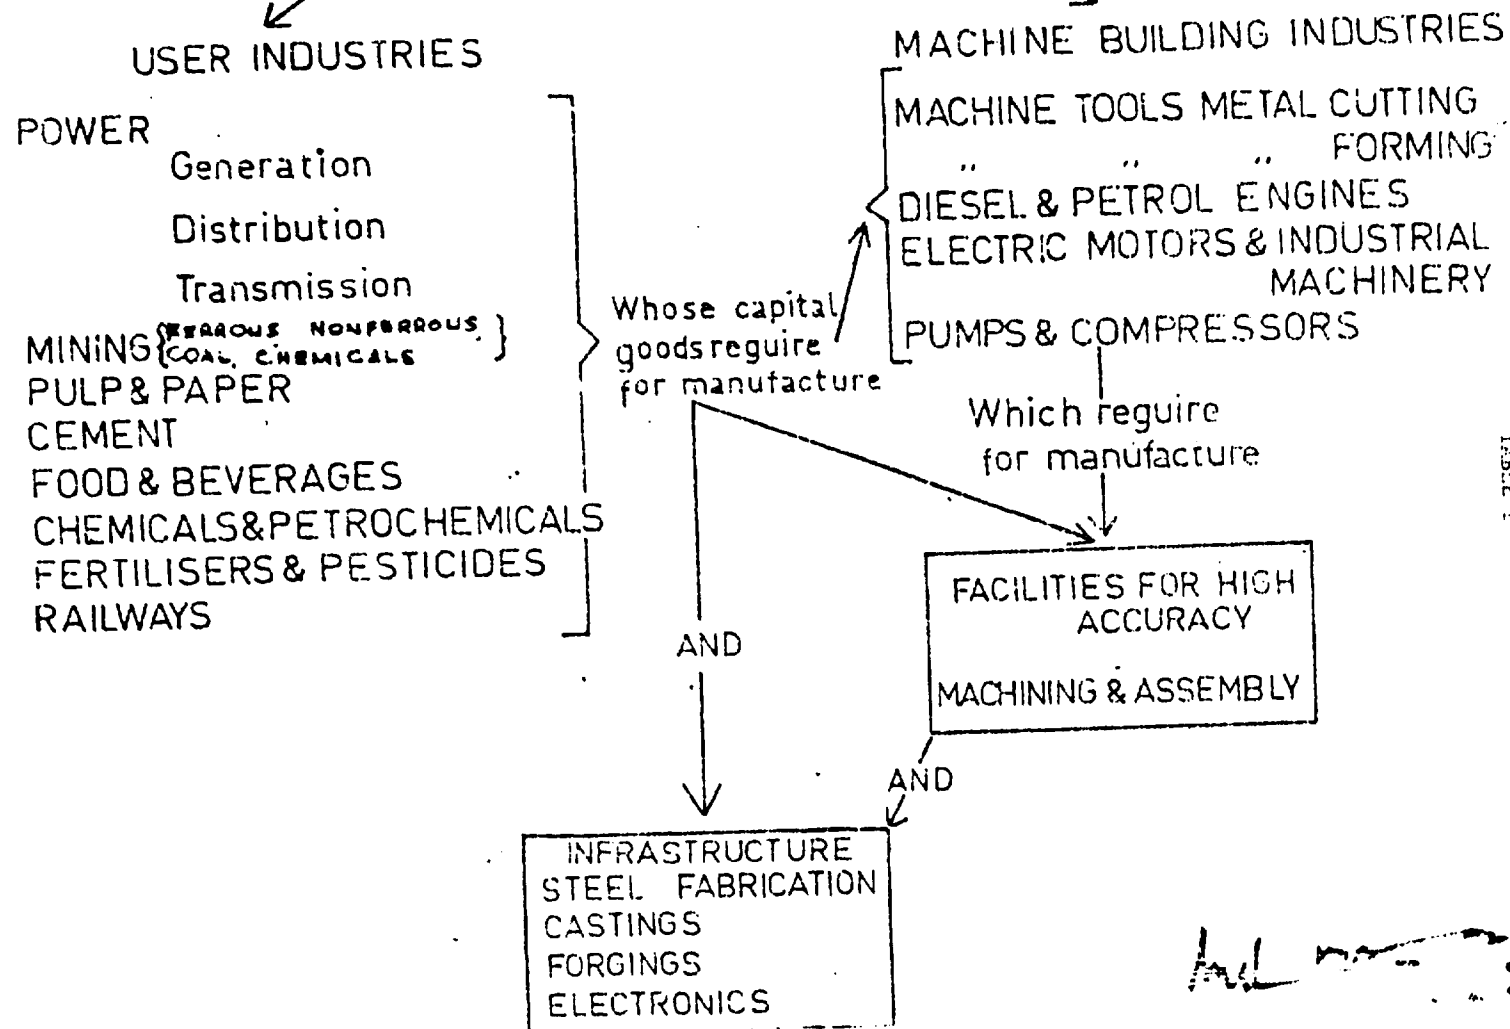 USER INDUSTRIES
POWER
Generation
Distribution
Transmission
MINING {FERROUS NONFERROUS }
{COAL, CHEMICALS
PULP & PAPER
CEMENT
FOOD & BEVERAGES
CHEMICALS & PETROCHEMICALS
FERTILISERS & PESTICIDES
RAILWAYS
Whose capital
goods reguire
for manufacture
MACHINE BUILDING INDUSTRIES
MACHINE TOOLS METAL CUTTING
" " " FORMING
DIESEL & PETROL ENGINES
ELECTRIC MOTORS & INDUSTRIAL
MACHINERY
PUMPS & COMPRESSORS
Which reguire
for manufacture
FACILITIES FOR HIGH
ACCURACY
MACHINING & ASSEMBLY
AND
AND
INFRASTRUCTURE
STEEL FABRICATION
CASTINGS
FORGINGS
ELECTRONICS